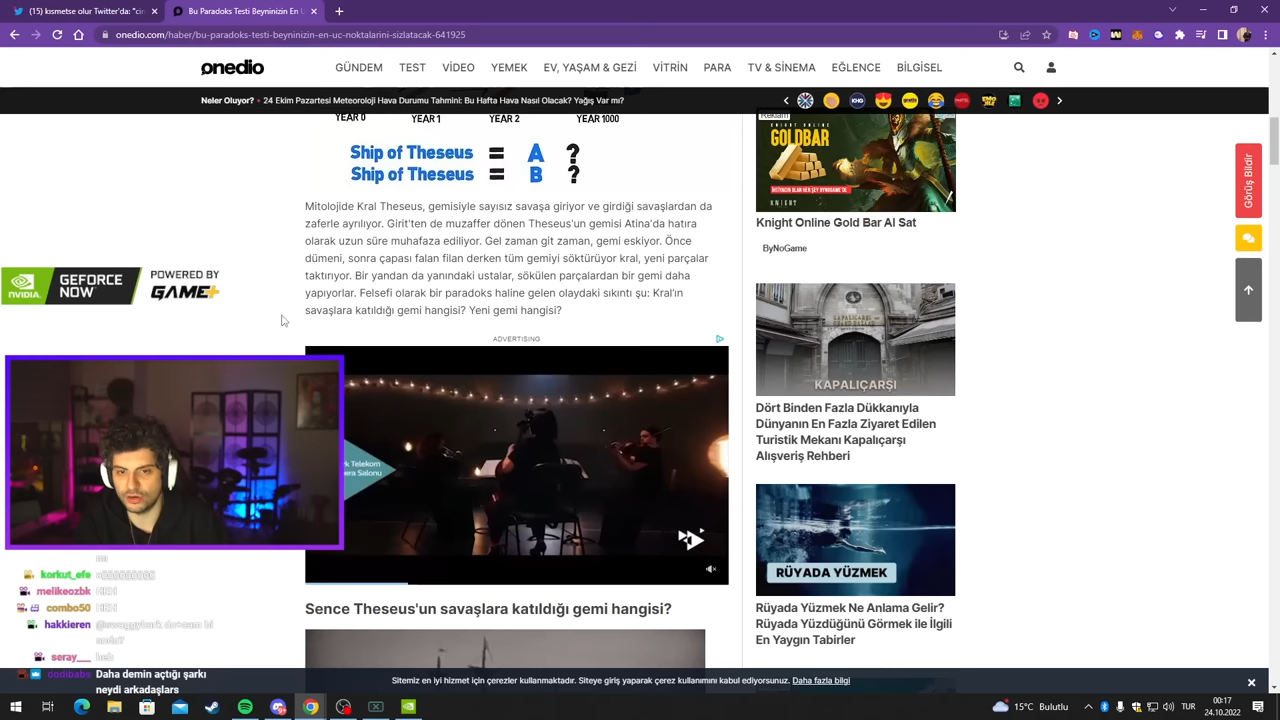 (15) kısmetse Twitter'da: "cin
Bu Paradoks Testi Beyninizin En U
onedio.com/haber/bu-paradoks-testi-beyninizin-en-uc-noktalarini-sizlatacak-641925
onedio
GÜNDEM TEST VİDEO YEMEK EV, YAŞAM & GEZİ VİTRİN PARA TV & SİNEMA EĞLENCE BİLGİSEL
Neler Oluyor? • 24 Ekim Pazartesi Meteoroloji Hava Durumu Tahmini: Bu Hafta Hava Nasıl Olacak? Yağış Var mı?
YEAR 0 YEAR 1 YEAR 2 YEAR 1000
Ship of Theseus = A ?
Ship of Theseus = B ?
Mitolojide Kral Theseus, gemisiyle sayısız savaşa giriyor ve girdiği savaşlardan da
zaferle ayrılıyor. Girit'ten de muzaffer dönen Theseus'un gemisi Atina'da hatıra
olarak uzun süre muhafaza ediliyor. Gel zaman git zaman, gemi eskiyor. Önce
dümeni, sonra çapası falan filan derken tüm gemiyi söktürüyor kral, yeni parçalar
taktırıyor. Bir yandan da yanındaki ustalar, sökülen parçalardan bir gemi daha
yapıyorlar. Felsefi olarak bir paradoks haline gelen olaydaki sıkıntı şu: Kral'ın
savaşlara katıldığı gemi hangisi? Yeni gemi hangisi?
ADVERTISING
Telekom
Salonu
Sence Theseus'un savaşlara katıldığı gemi hangisi?
Reklam
KNIGHT ONLINE
GOLDBAR
KNIGHT
Knight Online Gold Bar Al Sat
ByNoGame
KAPALIÇARŞI
Dört Binden Fazla Dükkanıyla
Dünyanın En Fazla Ziyaret Edilen
Turistik Mekanı Kapalıçarşı
Alışveriş Rehberi
RÜYADA YÜZMEK
Rüyada Yüzmek Ne Anlama Gelir?
Rüyada Yüzdüğünü Görmek ile İlgili
En Yaygın Tabirler
Görüş Bildir
NVIDIA
GEFORCE
NOW
POWERED BY
GAME+
korkut_efe
melikeozbk
combo50
hakkieren
seray___ heh
dodibabs Daha demin açtığı şarkı
neydi arkadaşlars
Sitemiz en iyi hizmet için çerezler kullanmaktadır. Siteye giriş yaparak çerez kullanımını kabul ediyorsunuz. Daha fazla bilgi
15°C Bulutlu
TUR
00:17
24.10.2022